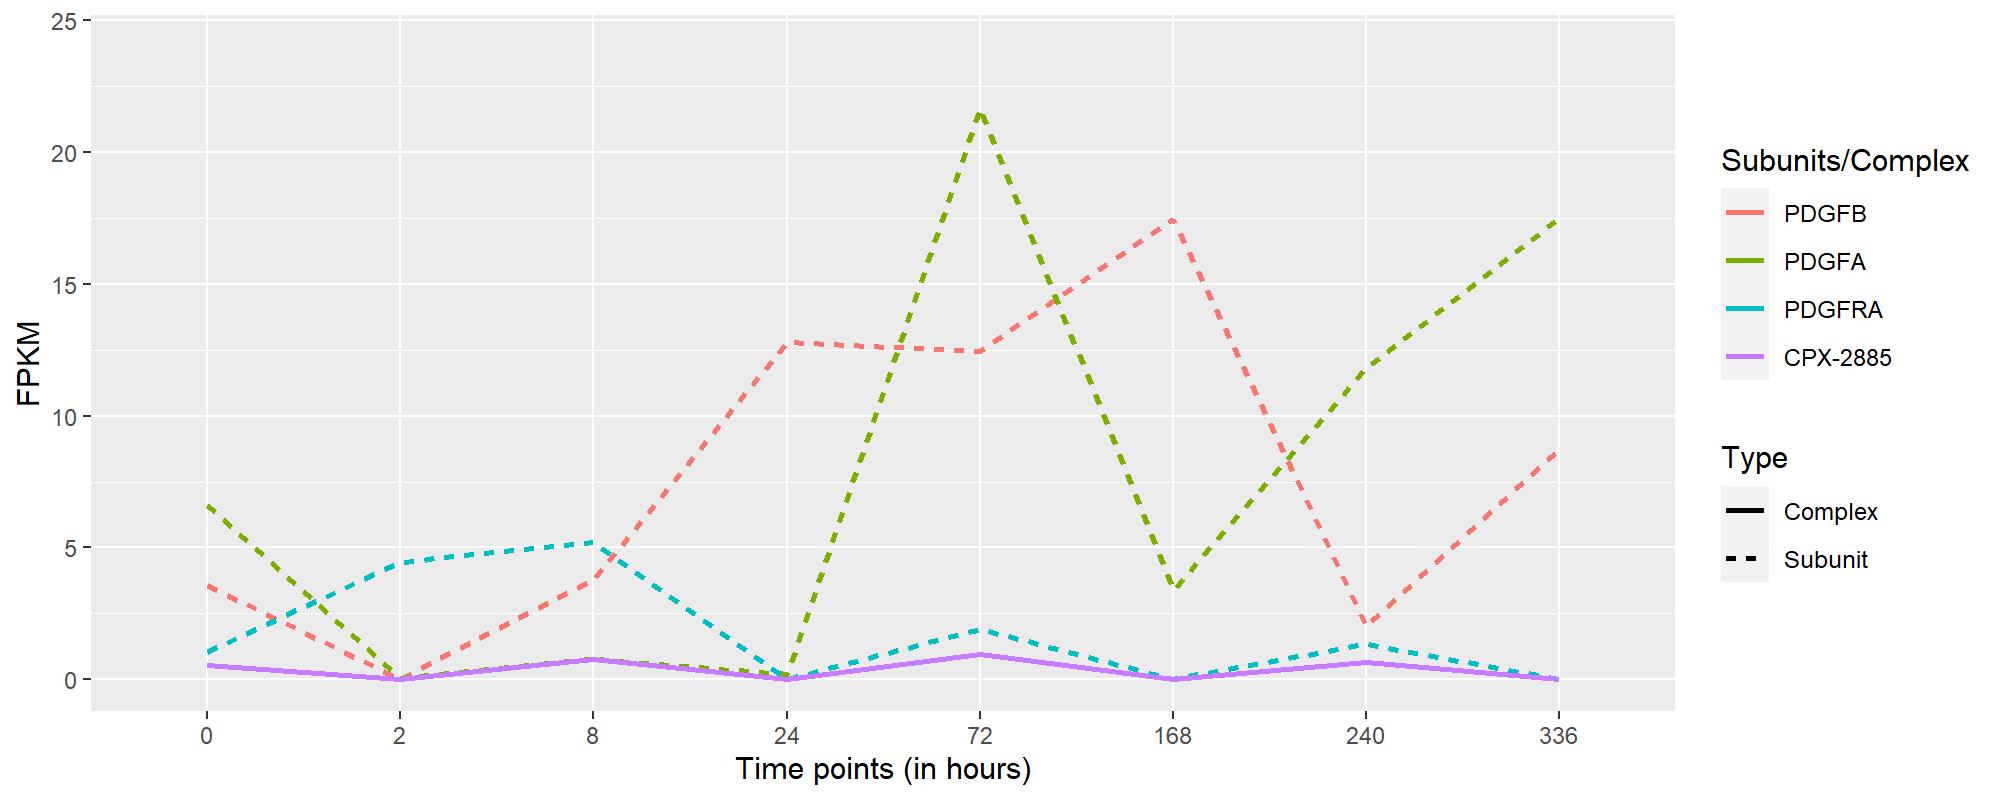 25
20
15
10
5
0
FPKM
0 2 8 24 72 168 240 336
Time points (in hours)
Subunits/Complex
PDGFB
PDGFA
PDGFRA
CPX-2885
Type
Complex
Subunit